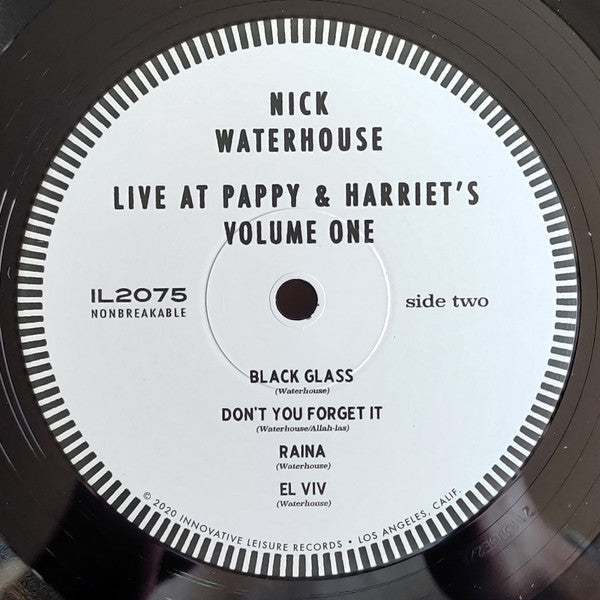 NICK
WATERHOUSE
LIVE AT PAPPY & HARRIET'S
VOLUME ONE
IL2075
NONBREAKABLE
side two
BLACK GLASS
(Waterhouse)
DON'T YOU FORGET IT
(Waterhouse/Allah-las)
RAINA
(Waterhouse)
EL VIV
(Waterhouse)
© 2020 INNOVATIVE LEISURE RECORDS • LOS ANGELES, CALIF.